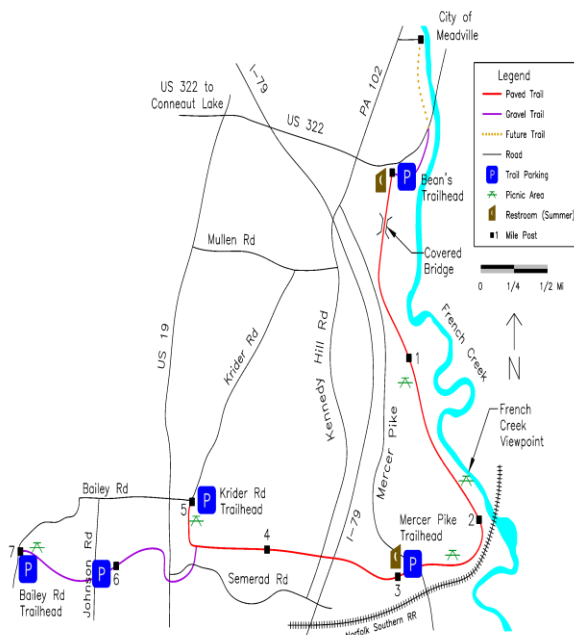 City of
Meadville
US 322 to
Conneaut Lake
I-79
PA 102
US 322
Legend
Paved Trail
Gravel Trail
Future Trail
Road
P
Trail Parking
Picnic Area
Restroom (Summer)
1
Mile Post
0
1/4
1/2 Mi
N
P
Bean's
Trailhead
Covered
Bridge
Mullen Rd
Krider Rd
US 19
Kennedy Hill Rd
Mercer Pike
French Creek
1
French
Creek
Viewpoint
Bailey Rd
5
P
Krider Rd
Trailhead
I-79
2
Mercer Pike
Trailhead
P
4
3
7
P
Bailey Rd
Trailhead
Johnson Rd
P
6
Semerad Rd
Norfolk Southern RR